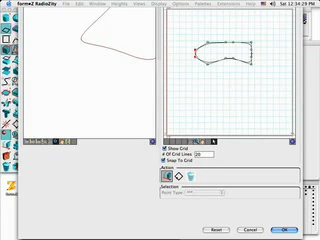 form•Z RadioZity File Edit Windows Heights Views Display Options Palettes Extensions Help
Sat 12:34:29 PM
Show Grid
# Of Grid Lines 20
Snap To Grid
Action
Selection
Point Type:
Reset Cancel OK